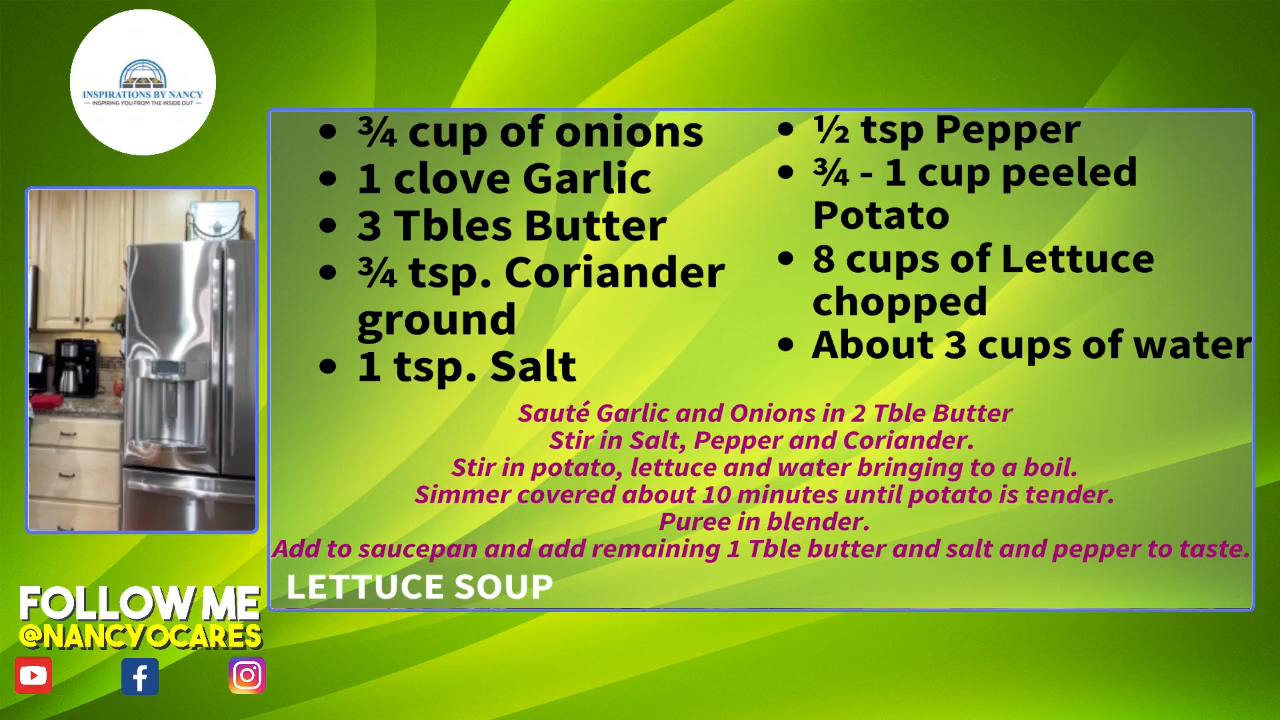 INSPIRATIONS BY NANCY
INSPIRING YOU FROM THE INSIDE OUT
• ¾ cup of onions
• 1 clove Garlic
• 3 Tbles Butter
• ¾ tsp. Coriander
ground
• 1 tsp. Salt
• ½ tsp Pepper
• ¾ - 1 cup peeled
Potato
• 8 cups of Lettuce
chopped
• About 3 cups of water
Sauté Garlic and Onions in 2 Tble Butter
Stir in Salt, Pepper and Coriander.
Stir in potato, lettuce and water bringing to a boil.
Simmer covered about 10 minutes until potato is tender.
Puree in blender.
Add to saucepan and add remaining 1 Tble butter and salt and pepper to taste.
LETTUCE SOUP
FOLLOW ME
@NANCYOCARES